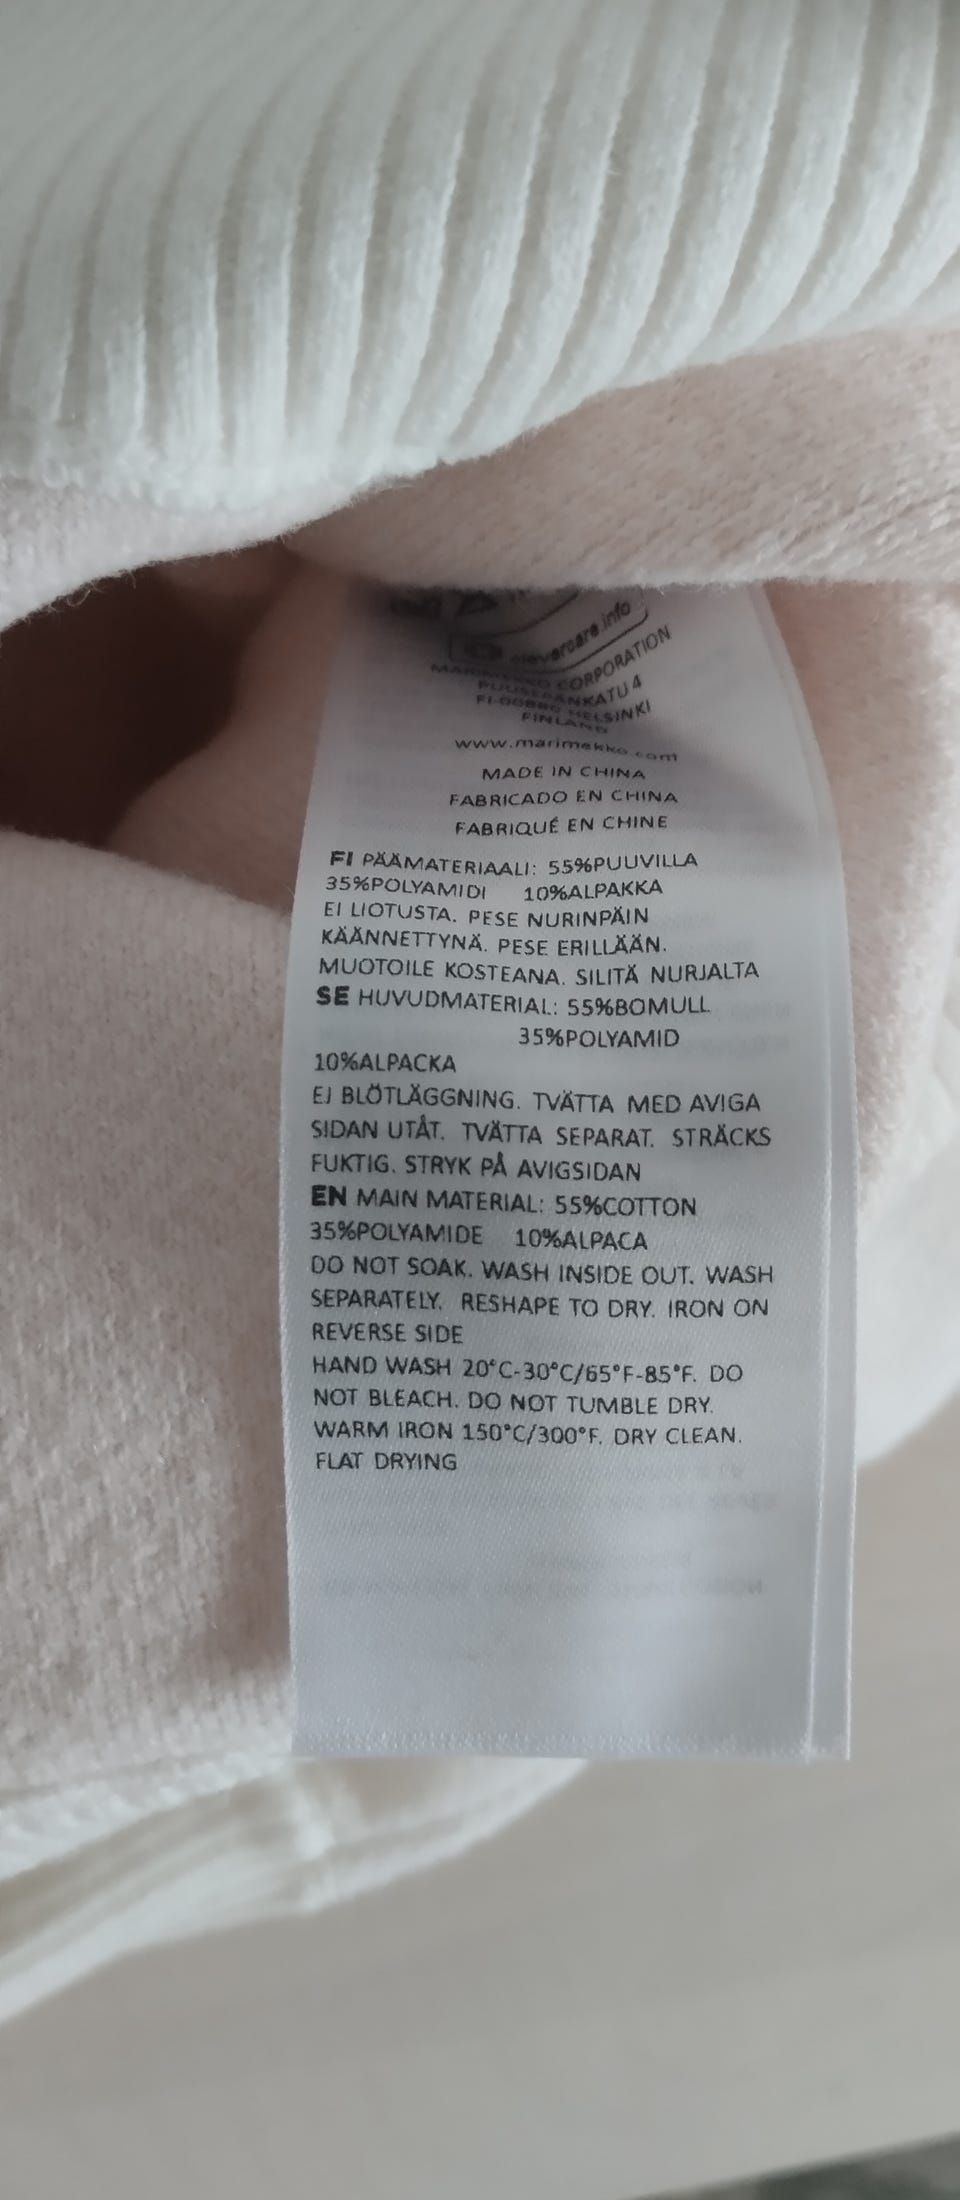 clevercare.info
MARIMEKKO CORPORATION
PUUSEPÄNKATU 4
FI-00880 HELSINKI
FINLAND
www.marimekko.com
MADE IN CHINA
FABRICADO EN CHINA
FABRIQUÉ EN CHINE
FI PÄÄMATERIAALI: 55%PUUVILLA
35%POLYAMIDI 10%ALPAKKA
EI LIOTUSTA. PESE NURINPÄIN
KÄÄNNETTYNÄ. PESE ERILLÄÄN.
MUOTOILE KOSTEANA. SILITÄ NURJALTA
SE HUVUDMATERIAL: 55%BOMULL
35%POLYAMID
10%ALPACKA
EJ BLÖTLÄGGNING. TVÄTTA MED AVIGA
SIDAN UTÅT. TVÄTTA SEPARAT. STRÄCKS
FUKTIG. STRYK PÅ AVIGSIDAN
EN MAIN MATERIAL: 55%COTTON
35%POLYAMIDE 10%ALPACA
DO NOT SOAK. WASH INSIDE OUT. WASH
SEPARATELY. RESHAPE TO DRY. IRON ON
REVERSE SIDE
HAND WASH 20°C-30°C/65°F-85°F. DO
NOT BLEACH. DO NOT TUMBLE DRY.
WARM IRON 150°C/300°F. DRY CLEAN.
FLAT DRYING